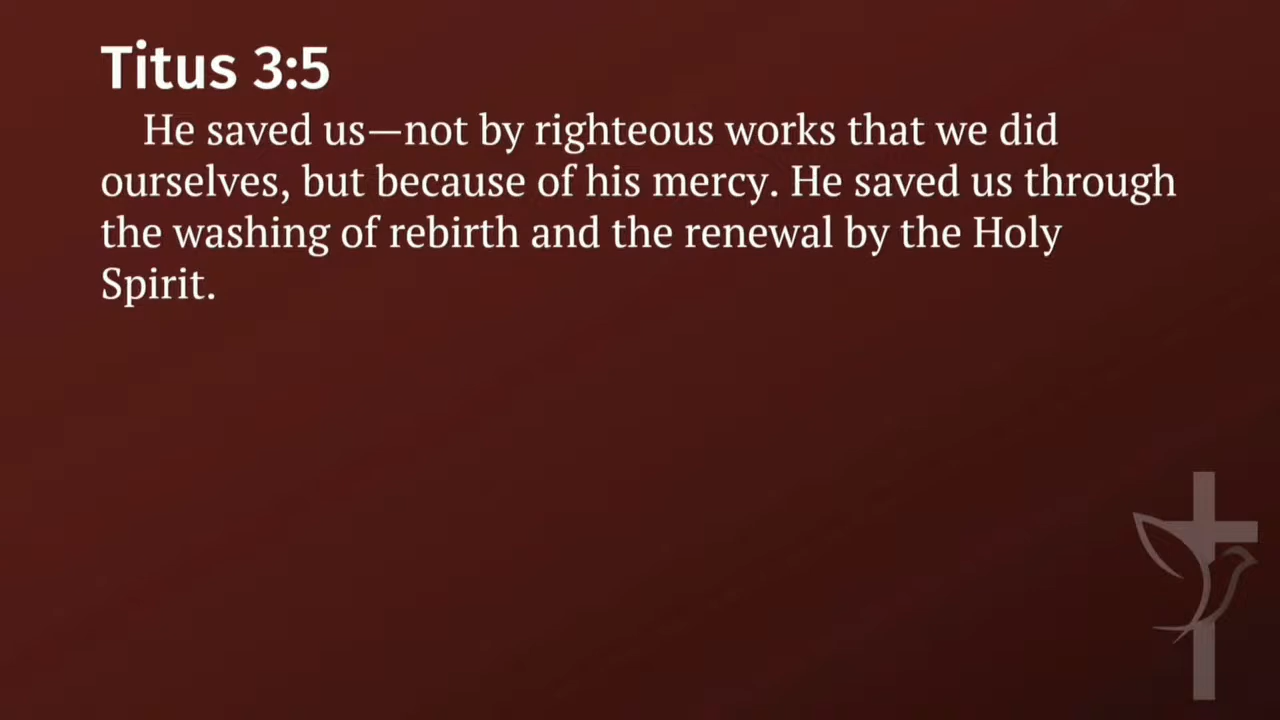 Titus 3:5
He saved us—not by righteous works that we did
ourselves, but because of his mercy. He saved us through
the washing of rebirth and the renewal by the Holy
Spirit.